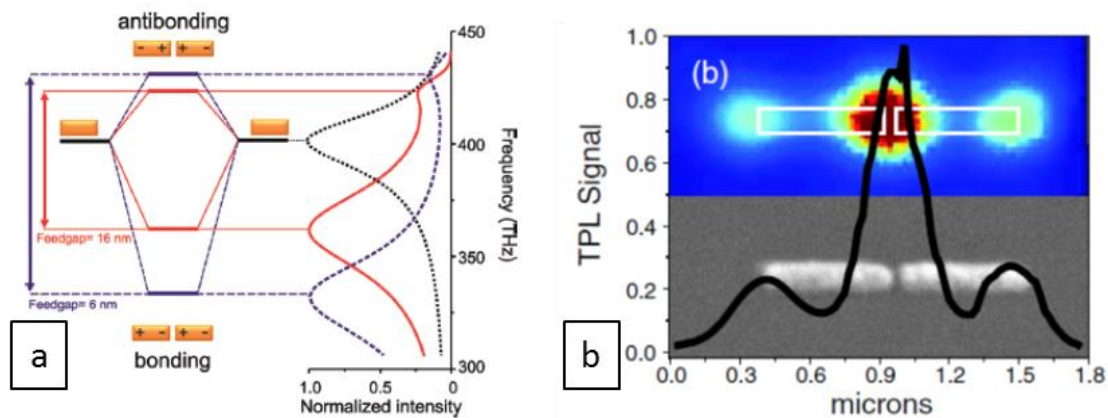 antibonding
- + + -
450
400
350
300
Frequency (THz)
Feedgap= 16 nm
Feedgap= 6 nm
+ - + -
bonding
1.0 0.5 0
Normalized intensity
a
(b)
1.0
0.8
0.6
0.4
0.2
0.0
TPL Signal
0.0 0.3 0.6 0.9 1.2 1.5 1.8
microns
b